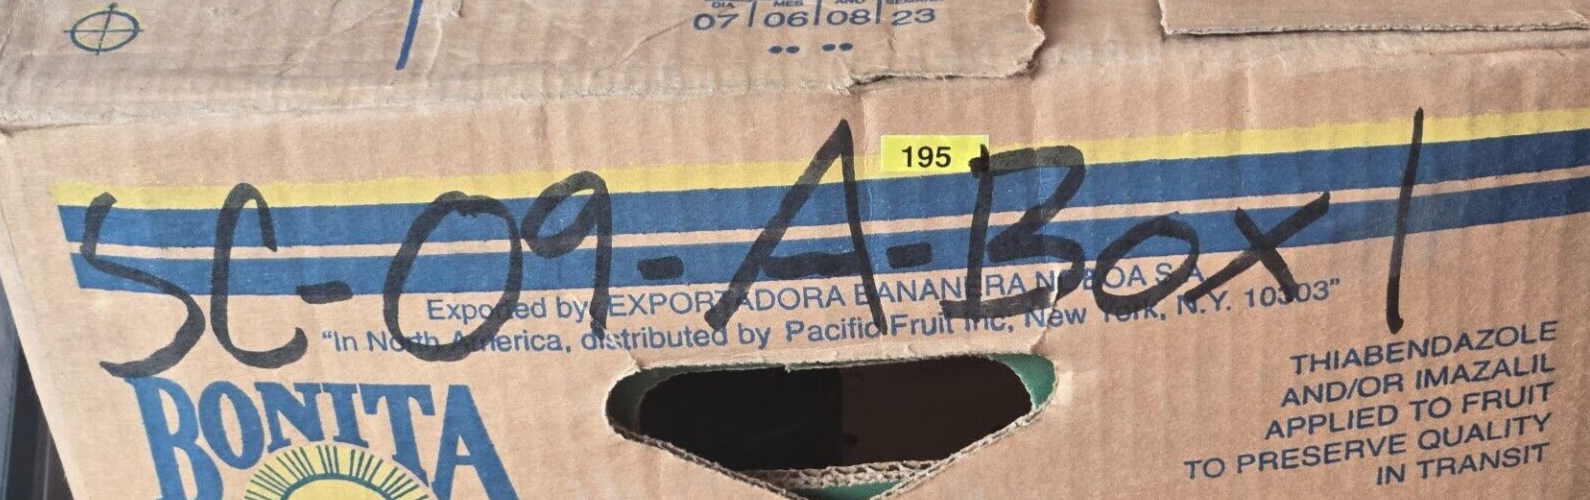 DIA MES AÑO SEMANA
07 06 08 23
195
SC-09-A-Box 1
Exported by: EXPORTADORA BANANERA NOBOA S.A.
"In North America, distributed by Pacific Fruit Inc, New York, N.Y. 10303"
BONITA
THIABENDAZOLE
AND/OR IMAZALIL
APPLIED TO FRUIT
TO PRESERVE QUALITY
IN TRANSIT